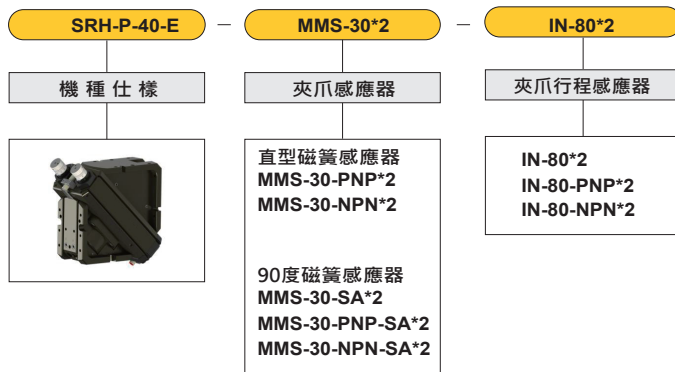 SRH-P-40-E — MMS-30*2 — IN-80*2
機種仕樣
夾爪感應器
夾爪行程感應器
直型磁簧感應器
MMS-30-PNP*2
MMS-30-NPN*2
90度磁簧感應器
MMS-30-SA*2
MMS-30-PNP-SA*2
MMS-30-NPN-SA*2
IN-80*2
IN-80-PNP*2
IN-80-NPN*2